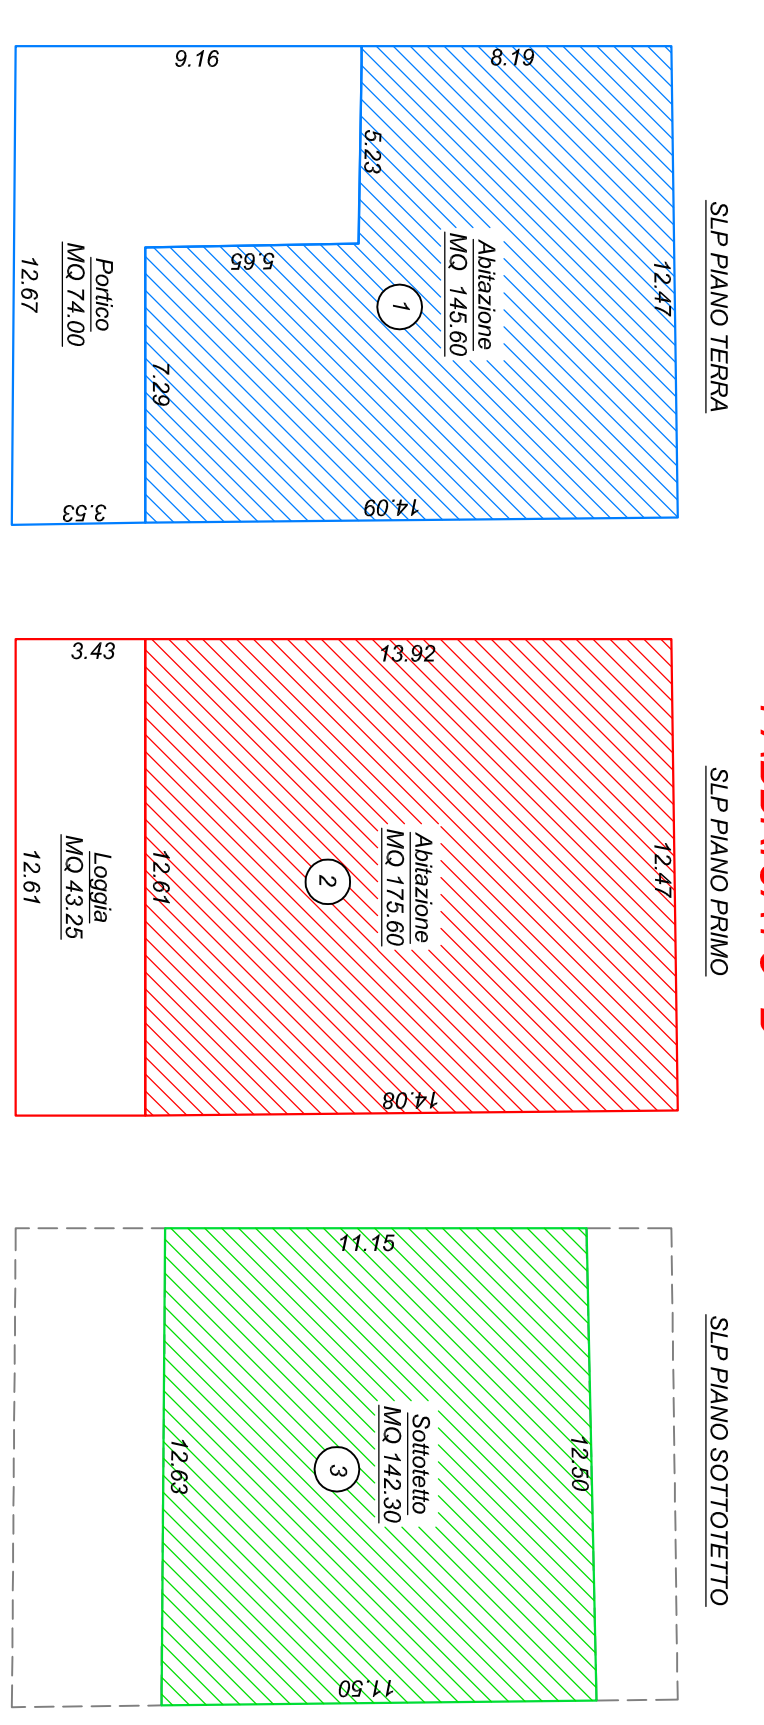 SLP PIANO TERRA
9.16
8.19
5.23
12.47
5.65
Abitazione
MQ 145.60
1
Portico
MQ 74.00
12.67
7.29
14.09
3.53
SLP PIANO PRIMO
3.43
13.92
12.47
Abitazione
MQ 175.60
2
12.61
Loggia
MQ 43.25
12.61
14.08
SLP PIANO SOTTOTETTO
11.15
12.50
Sottotetto
MQ 142.30
3
12.63
11.50